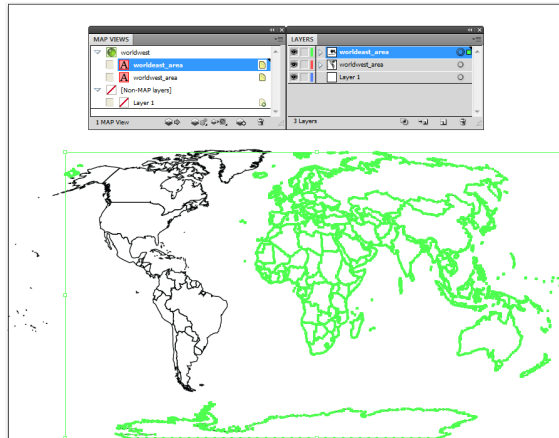 MAP VIEWS
worldwest
A worldeast_area
A worldwest_area
[Non-MAP layers]
Layer 1
1 MAP View
LAYERS
worldeast_area
worldwest_area
Layer 1
3 Layers